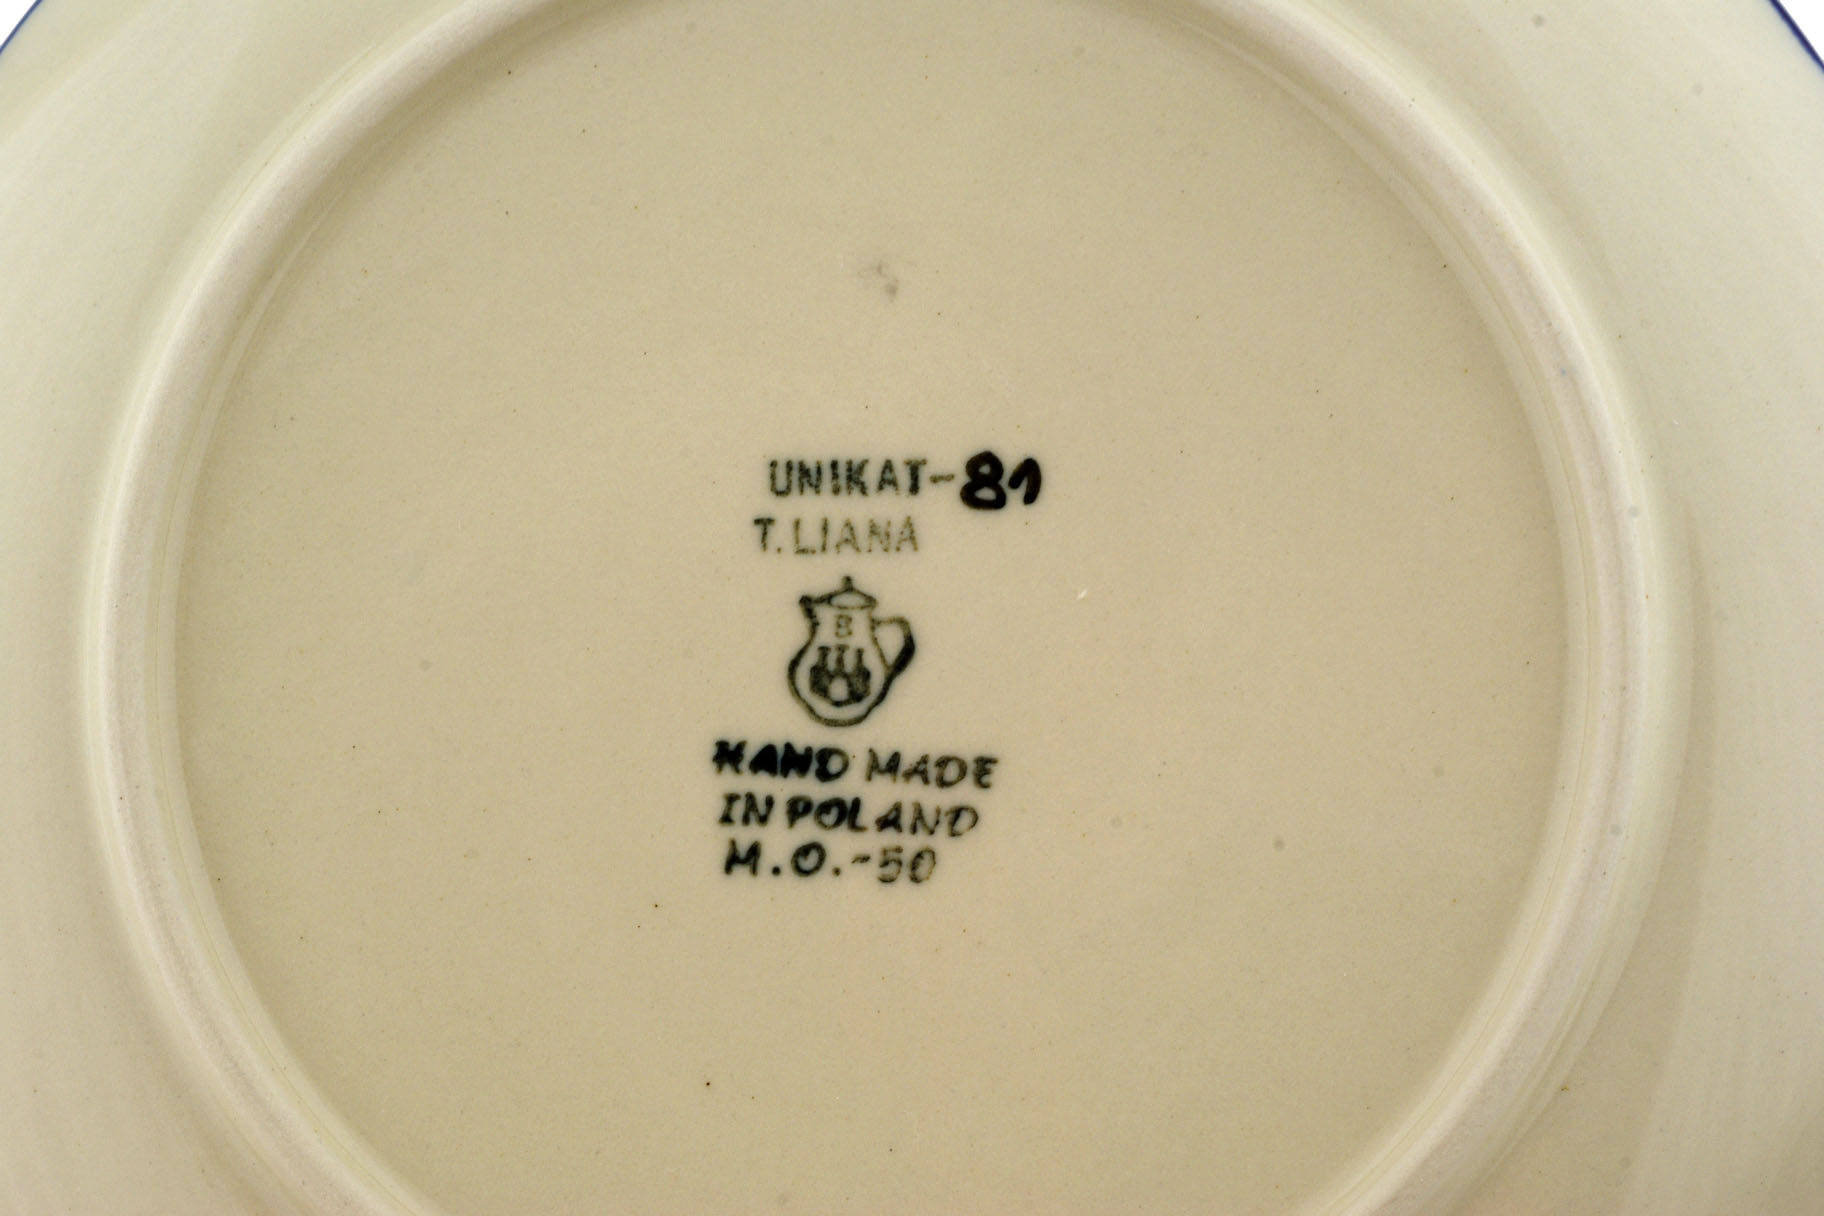 UNIKAT-81
T. LIANA
B
HAND MADE
IN POLAND
M.O.-50